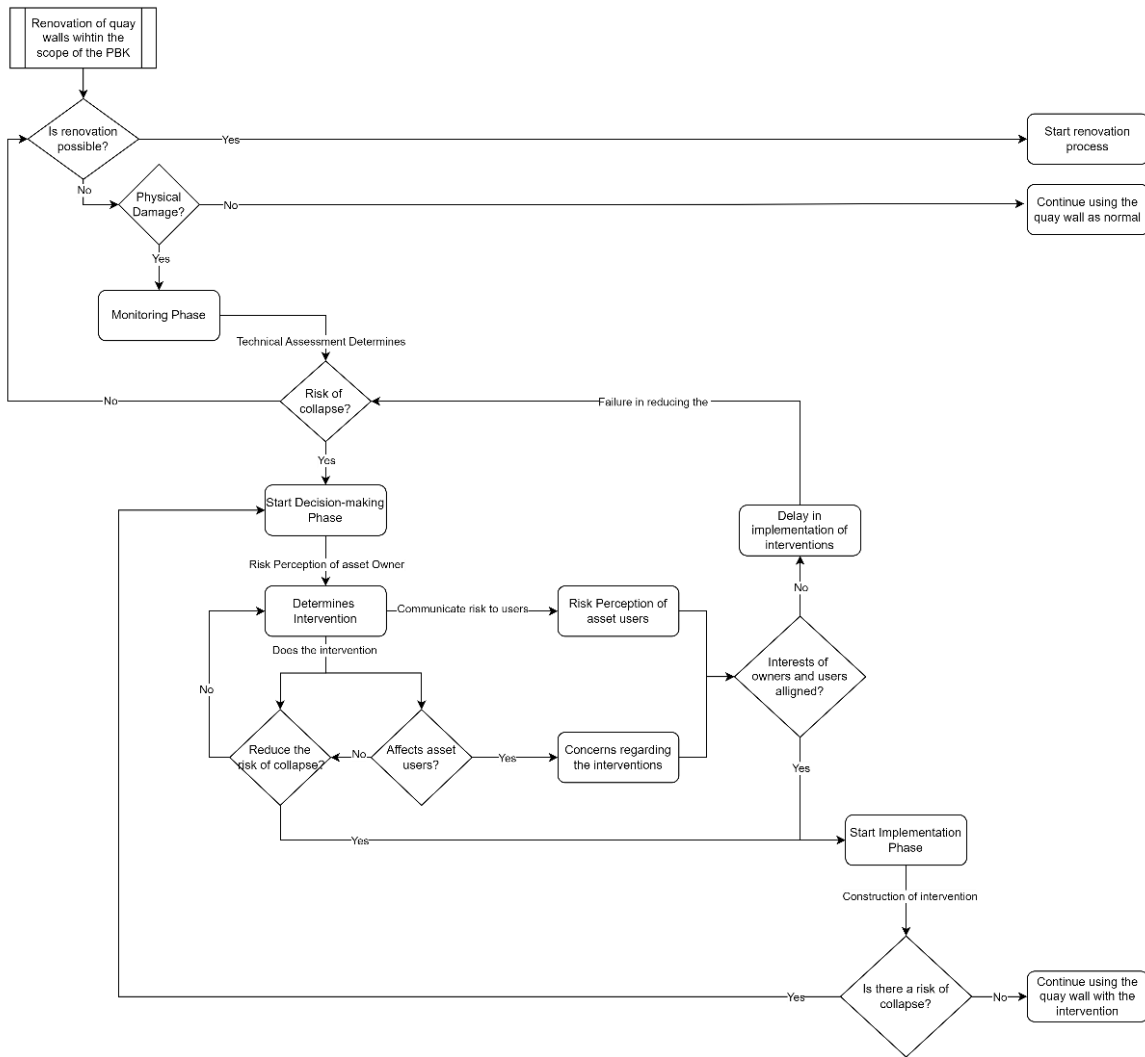 Renovation of quay
walls wihtin the
scope of the PBK
Is renovation
possible?
Yes
Start renovation
process
No
Physical
Damage?
No
Continue using the
quay wall as normal
Yes
Monitoring Phase
Technical Assessment Determines
Risk of
collapse?
No
Failure in reducing the
Yes
Start Decision-making
Phase
Delay in
implementation of
interventions
Risk Perception of asset Owner
No
Determines
Intervention
Communicate risk to users
Risk Perception of
asset users
Does the intervention
Interests of
owners and users
alligned?
No
Reduce the
risk of collapse?
No
Affects asset
users?
Yes
Concerns regarding
the interventions
Yes
Yes
Start Implementation
Phase
Construction of intervention
Is there a risk of
collapse?
Yes
No
Continue using the
quay wall with the
intervention